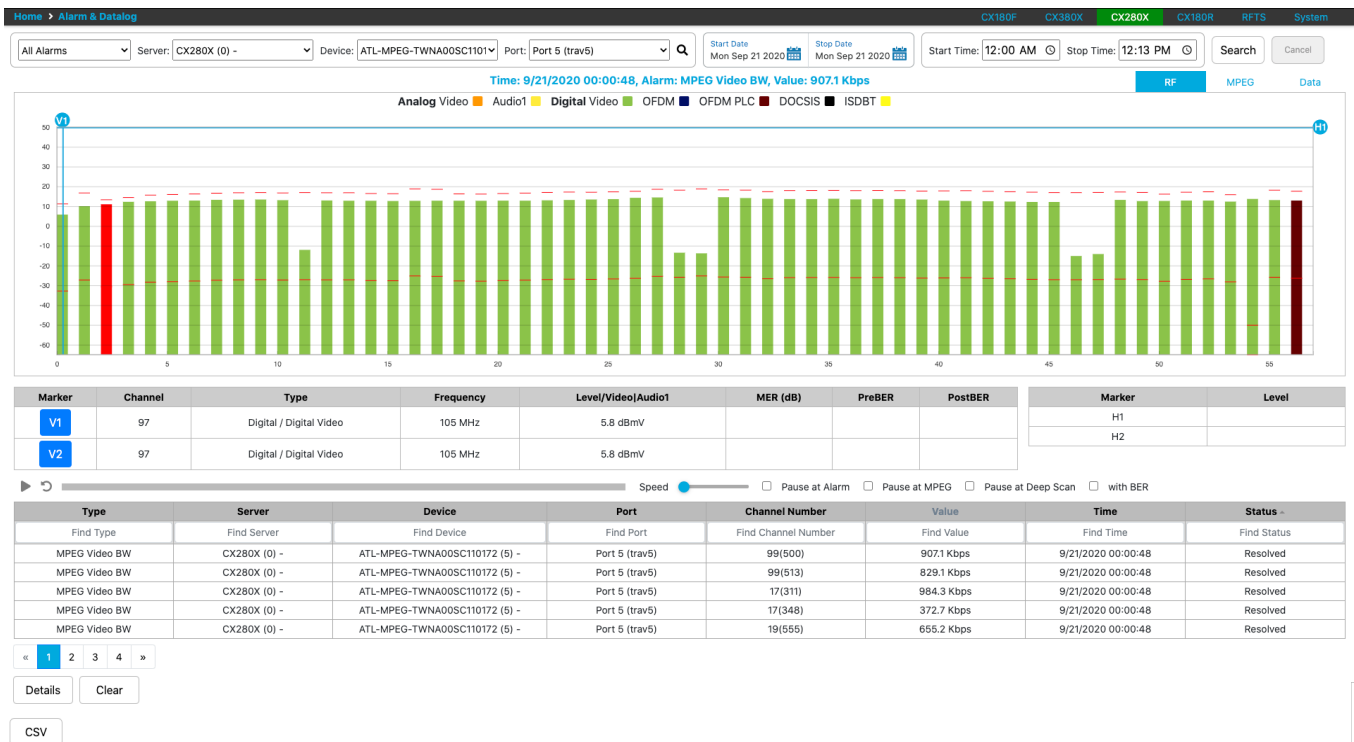 Home > Alarm & Datalog CX180F CX380X CX280X CX180R RFTS System
All Alarms Server: CX280X (0) - Device: ATL-MPEG-TWNA00SC1101 Port: Port 5 (trav5) Start Date Mon Sep 21 2020 Stop Date Mon Sep 21 2020 Start Time: 12:00 AM Stop Time: 12:13 PM Search Cancel
Time: 9/21/2020 00:00:48, Alarm: MPEG Video BW, Value: 907.1 Kbps RF MPEG Data
Analog Video Audio1 Digital Video OFDM OFDM PLC DOCSIS ISDBT
V1 H1
50
40
30
20
10
0
-10
-20
-30
-40
-50
-60
0 5 10 15 20 25 30 35 40 45 50 55
Marker Channel Type Frequency Level/Video|Audio1 MER (dB) PreBER PostBER Marker Level
V1 97 Digital / Digital Video 105 MHz 5.8 dBmV H1
V2 97 Digital / Digital Video 105 MHz 5.8 dBmV H2
Speed Pause at Alarm Pause at MPEG Pause at Deep Scan with BER
Type Server Device Port Channel Number Value Time Status
Find Type Find Server Find Device Find Port Find Channel Number Find Value Find Time Find Status
MPEG Video BW CX280X (0) - ATL-MPEG-TWNA00SC110172 (5) - Port 5 (trav5) 99(500) 907.1 Kbps 9/21/2020 00:00:48 Resolved
MPEG Video BW CX280X (0) - ATL-MPEG-TWNA00SC110172 (5) - Port 5 (trav5) 99(513) 829.1 Kbps 9/21/2020 00:00:48 Resolved
MPEG Video BW CX280X (0) - ATL-MPEG-TWNA00SC110172 (5) - Port 5 (trav5) 17(311) 984.3 Kbps 9/21/2020 00:00:48 Resolved
MPEG Video BW CX280X (0) - ATL-MPEG-TWNA00SC110172 (5) - Port 5 (trav5) 17(348) 372.7 Kbps 9/21/2020 00:00:48 Resolved
MPEG Video BW CX280X (0) - ATL-MPEG-TWNA00SC110172 (5) - Port 5 (trav5) 19(555) 655.2 Kbps 9/21/2020 00:00:48 Resolved
« 1 2 3 4 »
Details Clear
CSV